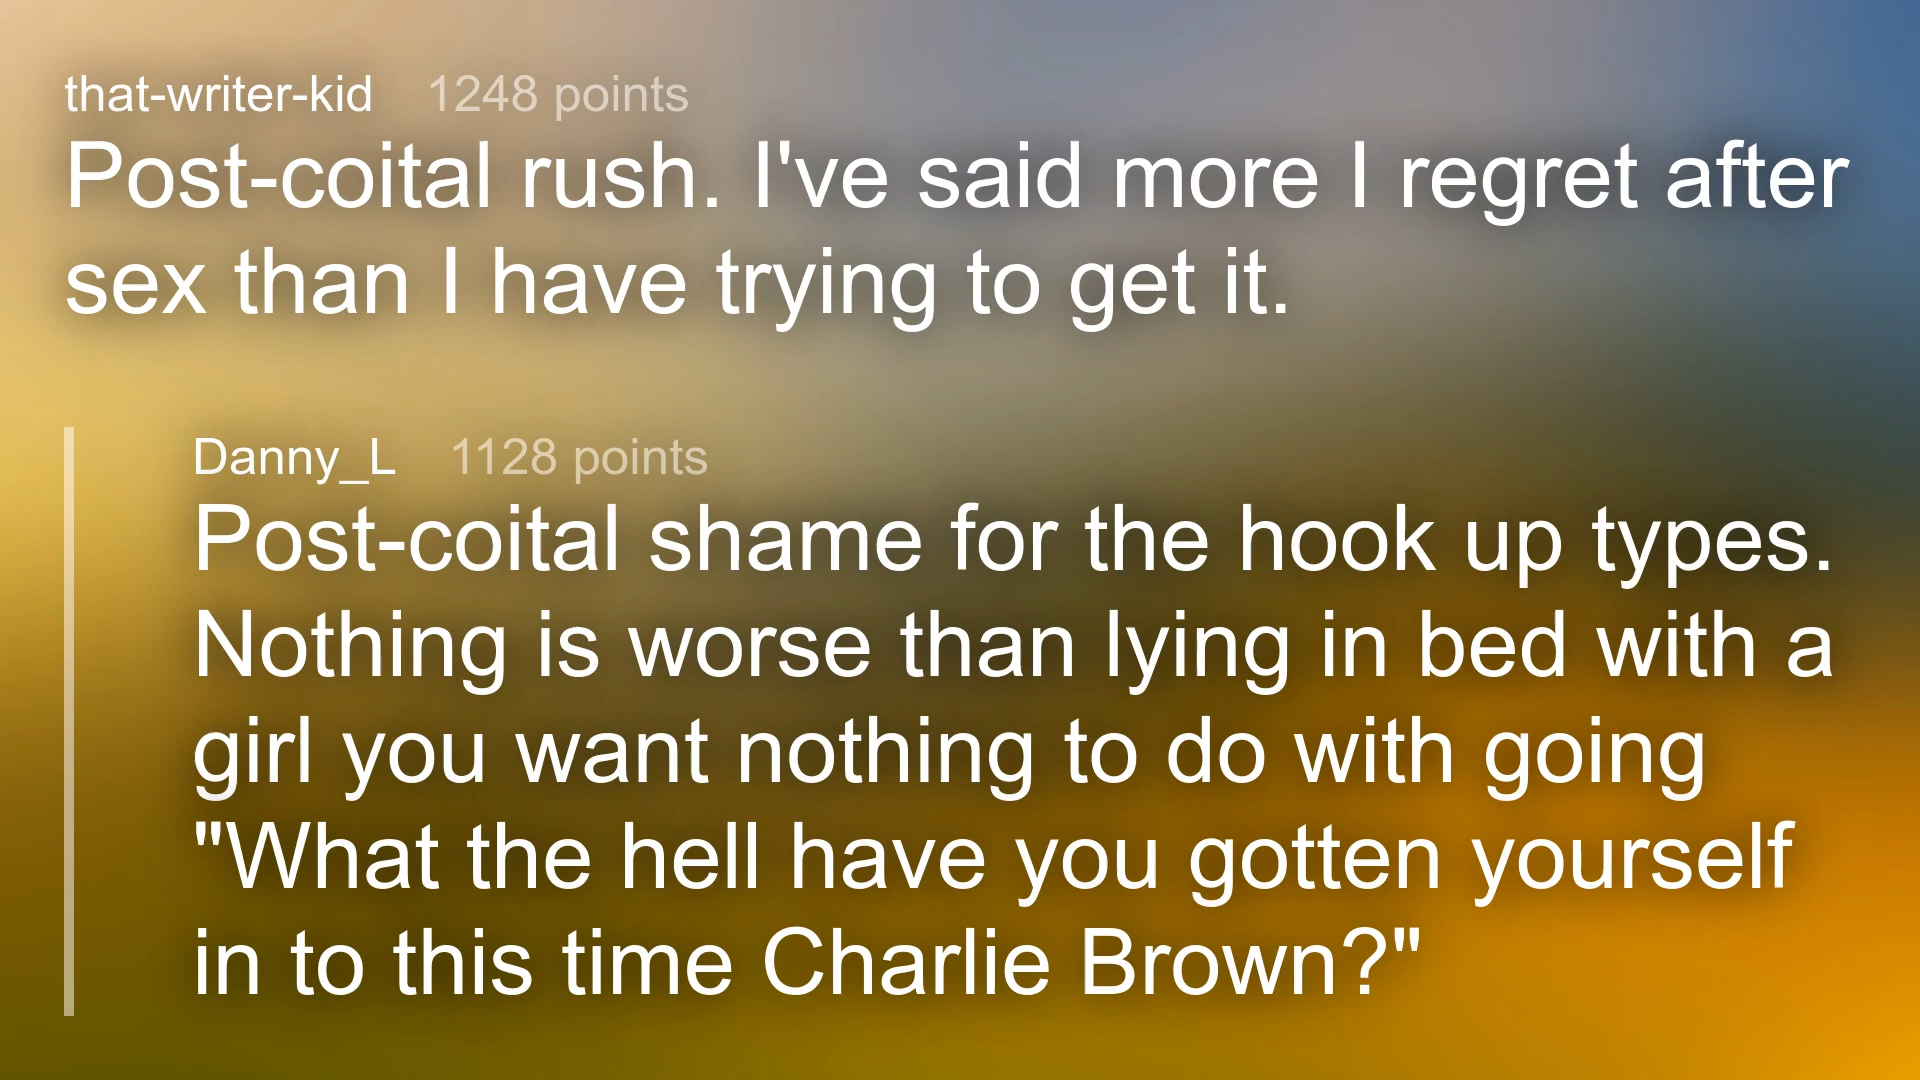 that-writer-kid 1248 points
Post-coital rush. I've said more I regret after
sex than I have trying to get it.
Danny_L 1128 points
Post-coital shame for the hook up types.
Nothing is worse than lying in bed with a
girl you want nothing to do with going
"What the hell have you gotten yourself
in to this time Charlie Brown?"